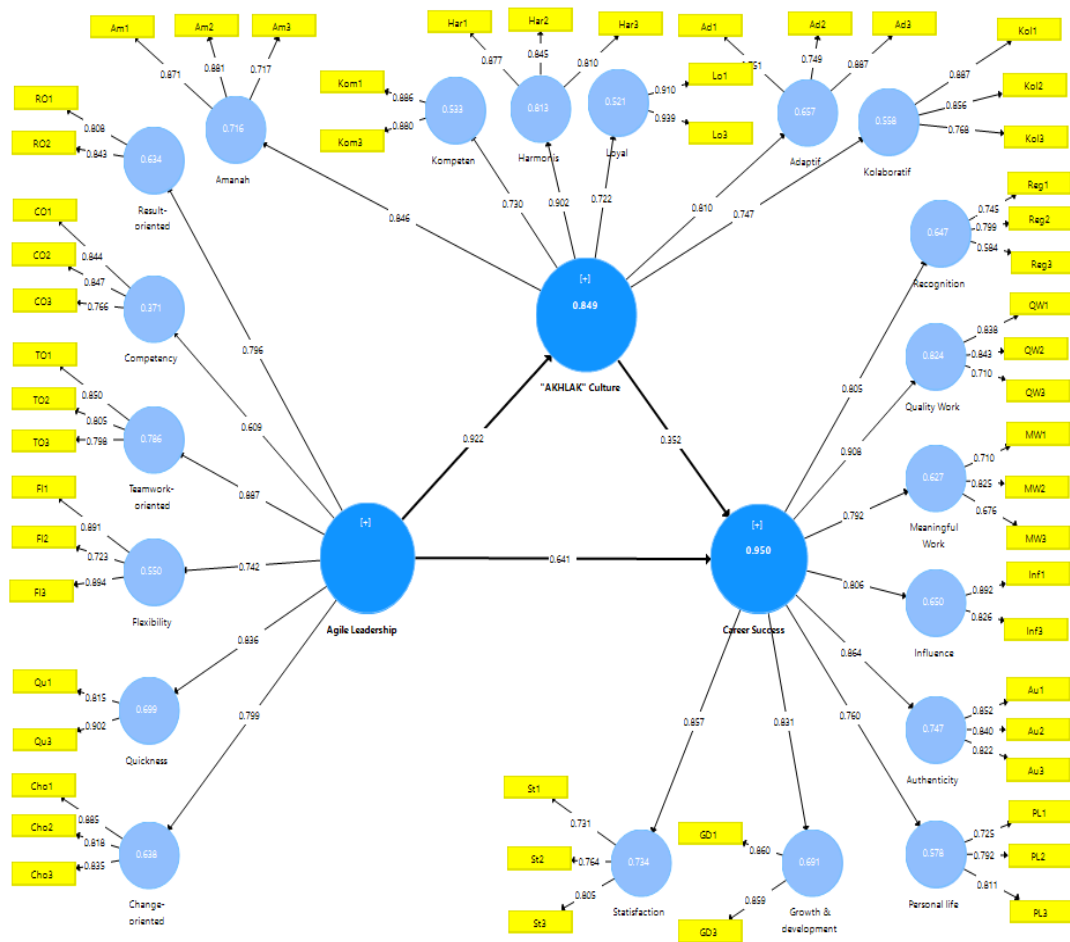 Am1
Am2
Am3
0.871
0.881
0.717
0.716
Amanah
RO1
RO2
0.808
0.843
0.634
Result-
oriented
Har1
Har2
Har3
0.877
0.845
0.810
0.813
Harmonis
Kom1
Kom3
0.886
0.880
0.533
Kompeten
Lo1
Lo3
0.910
0.939
0.521
Loyal
Ad1
Ad2
Ad3
0.749
0.887
0.657
Adaptif
Kol1
Kol2
Kol3
0.887
0.856
0.768
0.558
Kolaboratif
0.846
0.730
0.902
0.722
0.810
0.747
[+]
0.849
"AKHLAK" Culture
CO1
CO2
CO3
0.844
0.847
0.766
0.371
Competency
TO1
TO2
TO3
0.850
0.805
0.798
0.786
Teamwork-
oriented
FI1
FI2
FI3
0.891
0.723
0.894
0.550
Flexibility
Qu1
Qu3
0.815
0.902
0.699
Quickness
Cho1
Cho2
Cho3
0.885
0.818
0.835
0.638
Change-
oriented
0.796
0.609
0.887
0.742
0.836
0.799
[+]
Agile Leadership
0.922
0.352
0.641
[+]
0.950
Career Success
Reg1
Reg2
Reg3
0.745
0.799
0.584
0.647
Recognition
QW1
QW2
QW3
0.838
0.843
0.710
0.824
Quality Work
MW1
MW2
MW3
0.710
0.825
0.676
0.627
Meaningful
Work
Inf1
Inf3
0.892
0.826
0.650
Influence
Au1
Au2
Au3
0.852
0.840
0.822
0.747
Authenticity
PL1
PL2
PL3
0.725
0.792
0.811
0.578
Personal life
0.805
0.908
0.792
0.806
0.864
0.760
0.831
0.857
St1
St2
St3
0.731
0.764
0.805
0.734
Statisfaction
GD1
GD3
0.860
0.859
0.691
Growth &
development